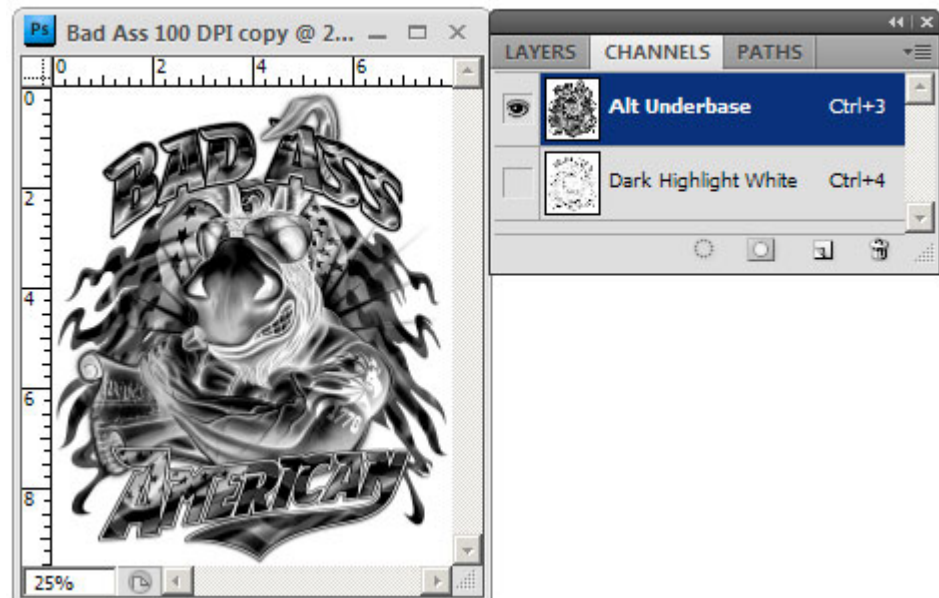 Ps Bad Ass 100 DPI copy @ 2...
0 2 4 6
0
2
4
6
8
BAD ASS
1776
AMERICAN
25%
LAYERS CHANNELS PATHS
Alt Underbase Ctrl+3
Dark Highlight White Ctrl+4